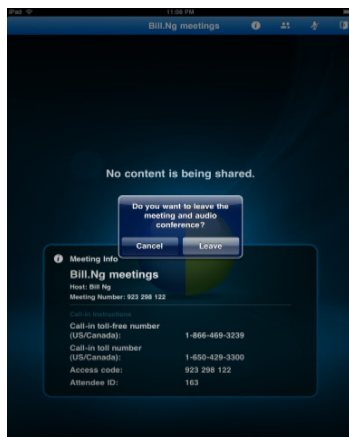 iPad 11:08 PM
Bill.Ng meetings
No content is being shared.
Do you want to leave the
meeting and audio
conference?
Cancel Leave
Meeting Info
Bill.Ng meetings
Host: Bill Ng
Meeting Number: 923 298 122
Call-in Instructions
Call-in toll-free number
(US/Canada): 1-866-469-3239
Call-in toll number
(US/Canada): 1-650-429-3300
Access code: 923 298 122
Attendee ID: 163